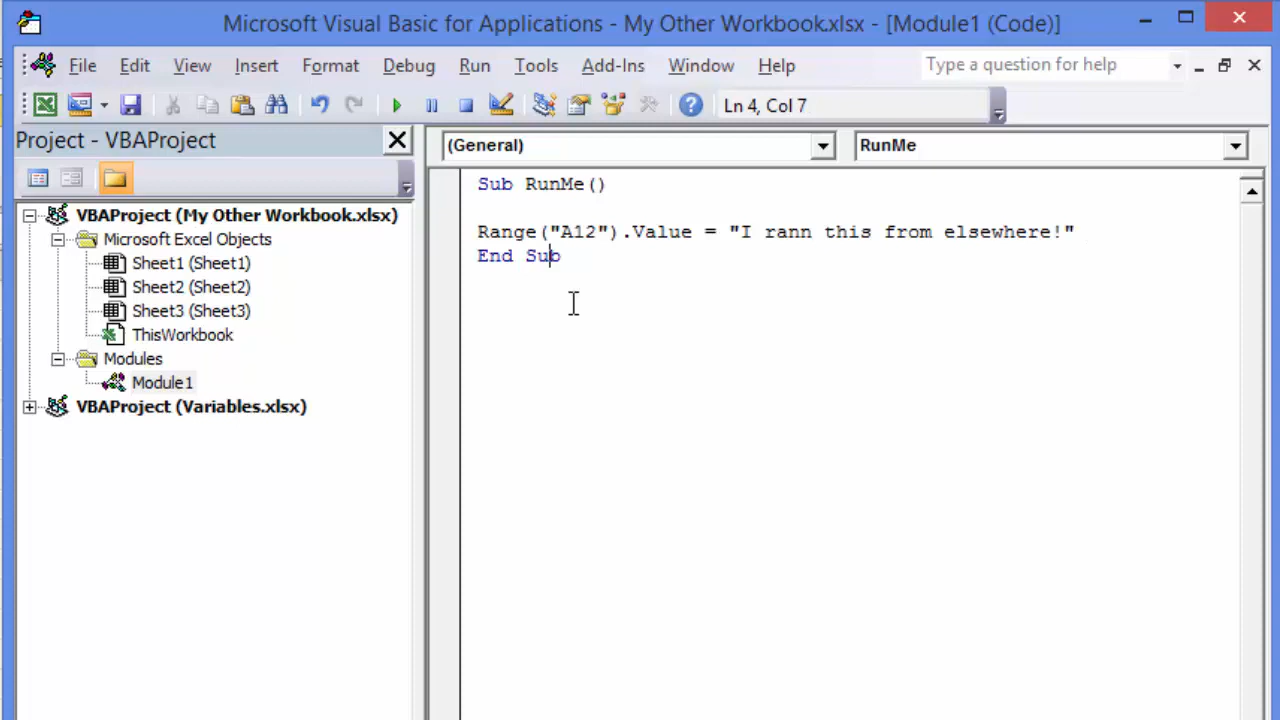 Microsoft Visual Basic for Applications - My Other Workbook.xlsx - [Module1 (Code)]
File Edit View Insert Format Debug Run Tools Add-Ins Window Help Type a question for help
Ln 4, Col 7
Project - VBAProject
VBAProject (My Other Workbook.xlsx)
Microsoft Excel Objects
Sheet1 (Sheet1)
Sheet2 (Sheet2)
Sheet3 (Sheet3)
ThisWorkbook
Modules
Module1
VBAProject (Variables.xlsx)
(General) RunMe
Sub RunMe()
Range("A12").Value = "I rann this from elsewhere!"
End Sub